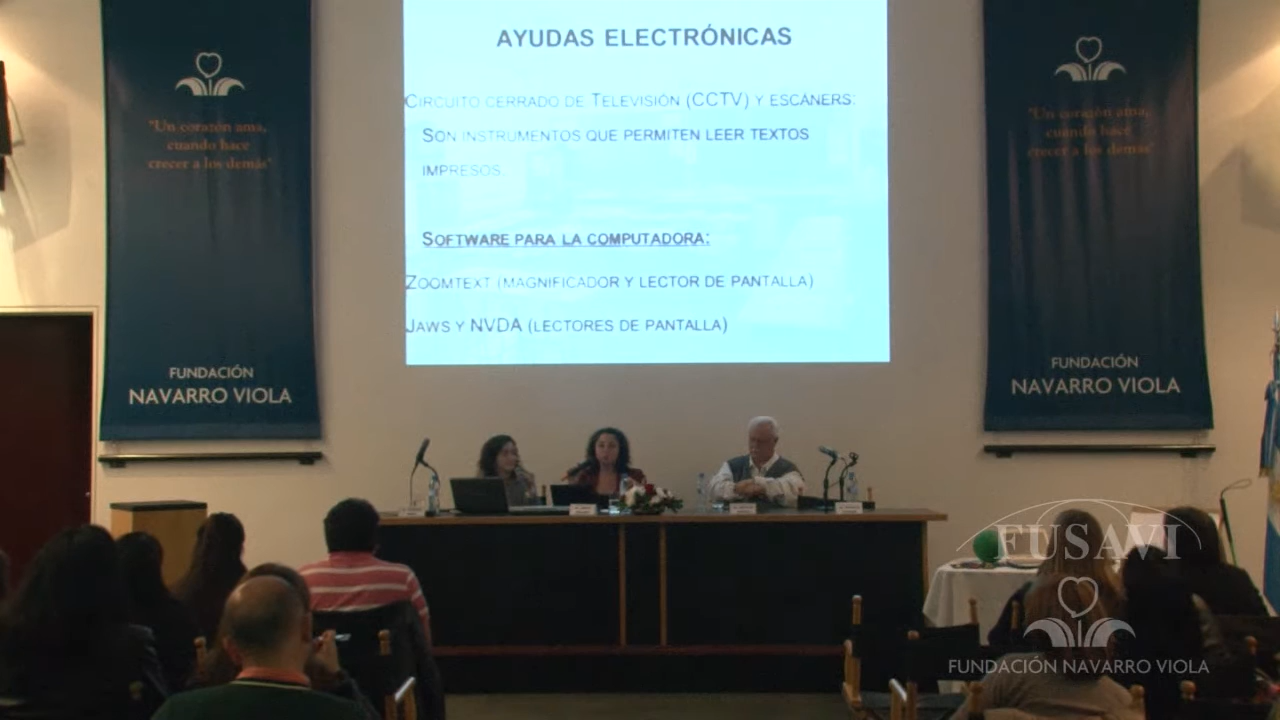 AYUDAS ELECTRÓNICAS
CIRCUITO CERRADO DE TELEVISIÓN (CCTV) Y ESCÁNERS:
SON INSTRUMENTOS QUE PERMITEN LEER TEXTOS
IMPRESOS.
SOFTWARE PARA LA COMPUTADORA:
ZOOMTEXT (MAGNIFICADOR Y LECTOR DE PANTALLA)
JAWS Y NVDA (LECTORES DE PANTALLA)
"Un corazón ama,
cuando hace
crecer a los demás"
FUNDACIÓN
NAVARRO VIOLA
"Un corazón ama,
cuando hace
crecer a los demás"
FUNDACIÓN
NAVARRO VIOLA
FUSAVI
FUNDACIÓN NAVARRO VIOLA